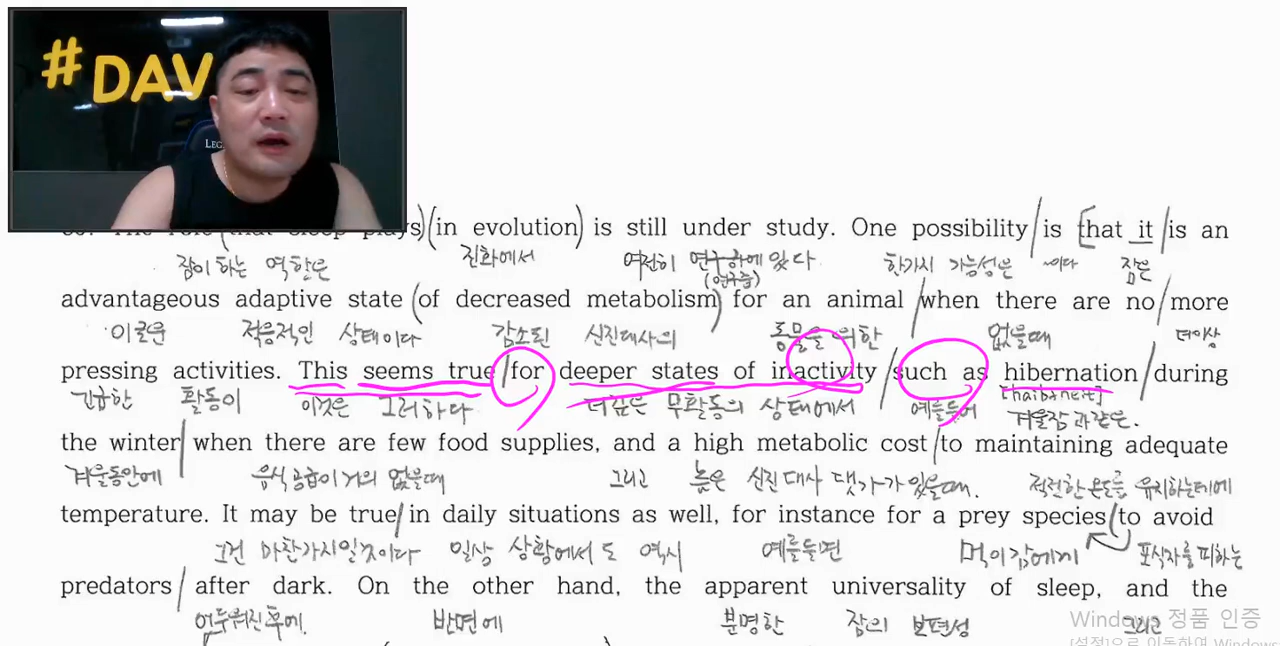 #DAV
LEG
so. The role (that sleep plays) (in evolution) is still under study. One possibility / is [that it / is an
잠이 하는 역할은 진화에서 여전히 연구 하에 있다 (연구중) 한가지 가능성은 ~이다 잠은
advantageous adaptive state (of decreased metabolism) for an animal / when there are no / more
이로운 적응적인 상태이다 감소된 신진대사의 동물을 위한 없을때 더이상
pressing activities. This seems true / for deeper states of inactivity / such as hibernation / during
긴급한 활동이 이것은 그러하다 더깊은 무활동의 상태에서 예를들어 겨울잠과같은.
the winter / when there are few food supplies, and a high metabolic cost / to maintaining adequate
겨울동안에 음식공급이 거의 없을때 그리고 높은 신진대사 댓가가 있을때. 적절한 온도를 유지하는데에
temperature. It may be true / in daily situations as well, for instance for a prey species / to avoid
그건 마찬가지일것이다 일상 상황에서도 역시 예를들면 먹이감에게 포식자를 피하는
predators / after dark. On the other hand, the apparent universality of sleep, and the
어두워진후에. 반면에 분명한 잠의 보편성 그리고
Windows 정품 인증